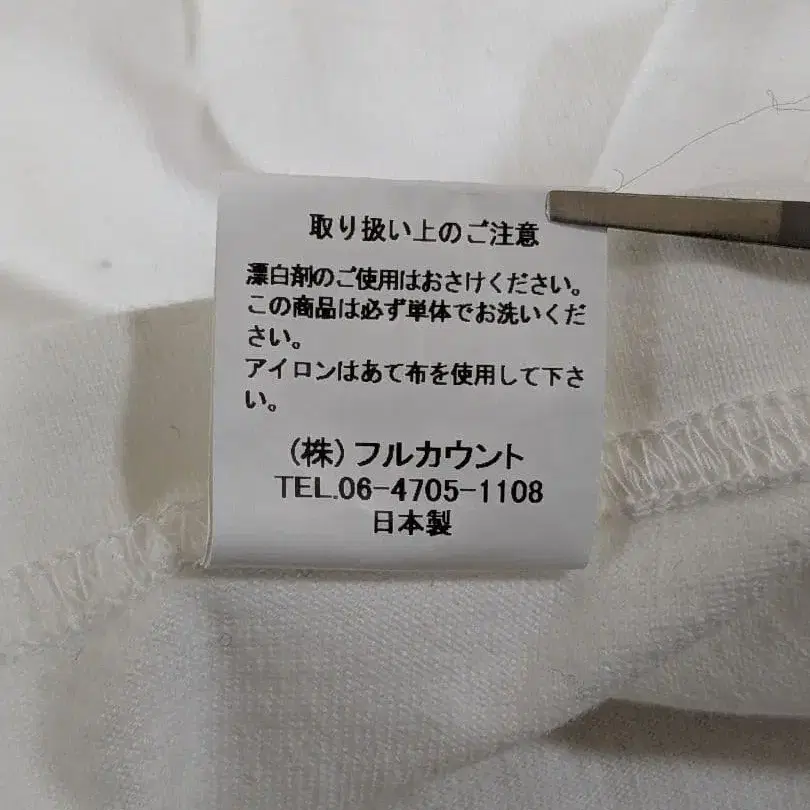 取り扱い上のご注意
漂白剤のご使用はおさけください。
この商品は必ず単体でお洗いくだ
さい。
アイロンはあて布を使用して下さ
い。
(株)フルカウント
TEL.06-4705-1108
日本製